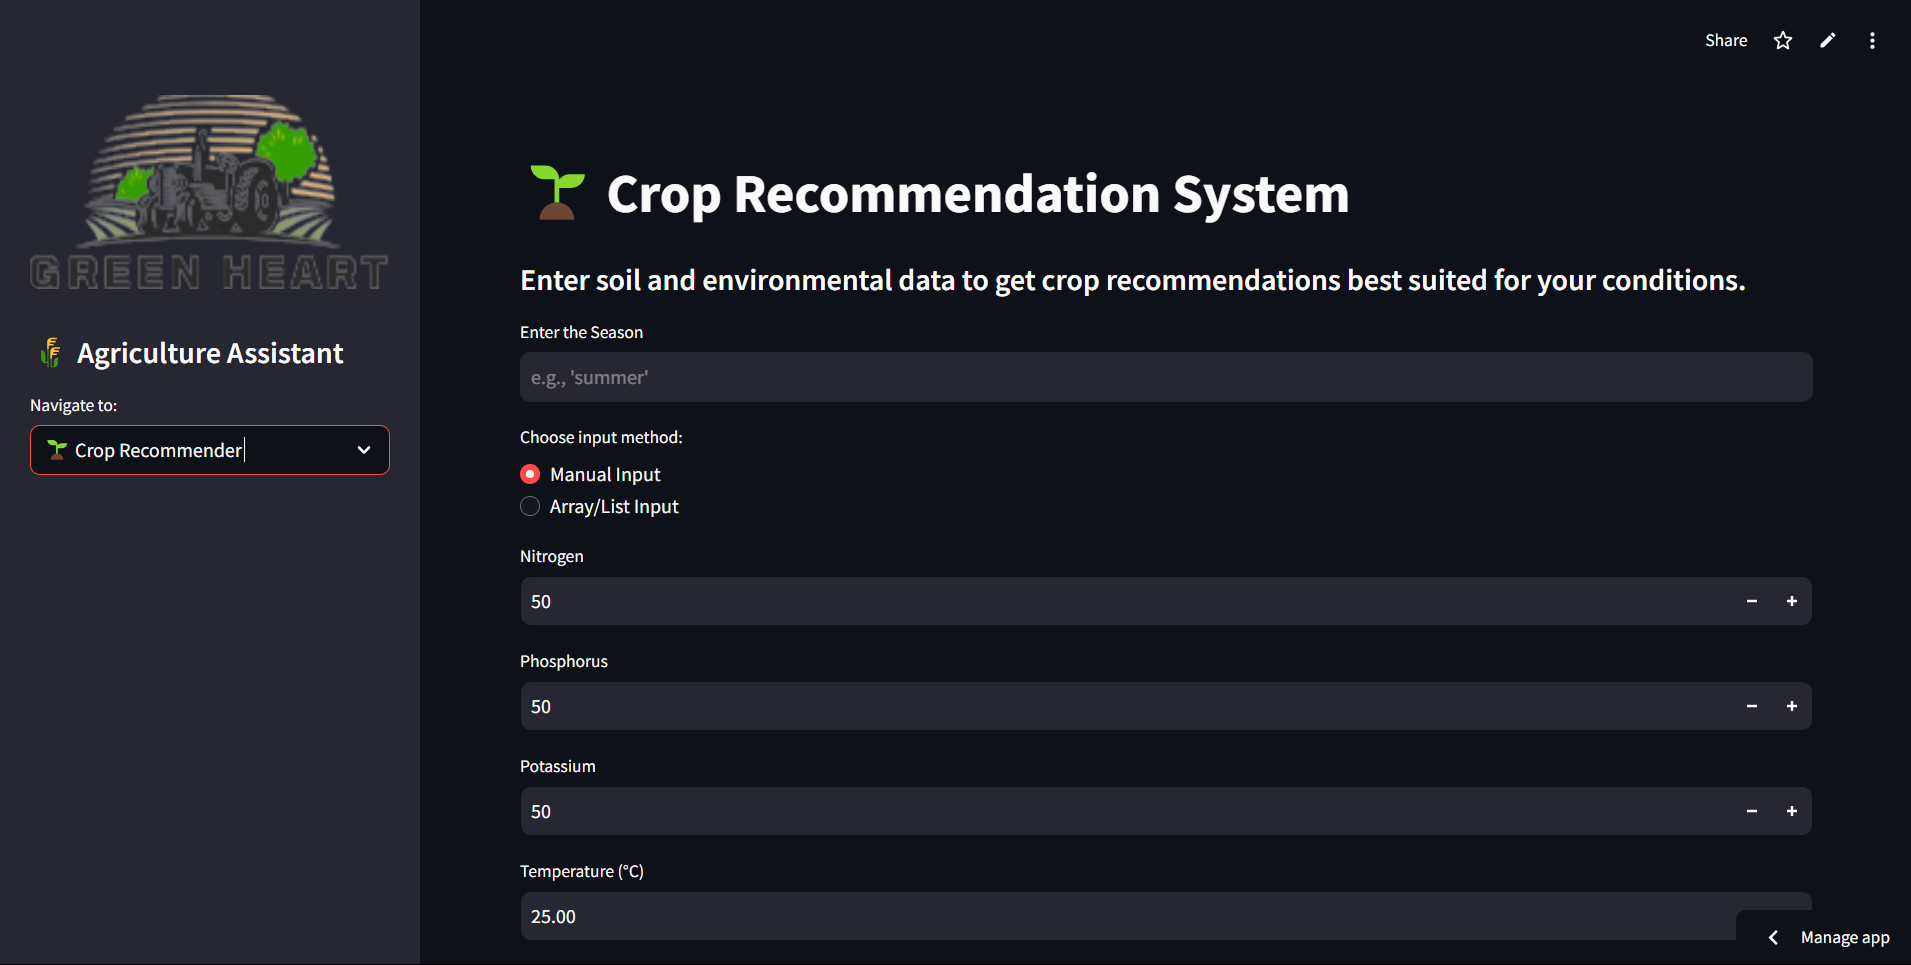 Share
GREEN HEART
Agriculture Assistant
Navigate to:
Crop Recommender
Crop Recommendation System
Enter soil and environmental data to get crop recommendations best suited for your conditions.
Enter the Season
e.g., 'summer'
Choose input method:
Manual Input
Array/List Input
Nitrogen
50
Phosphorus
50
Potassium
50
Temperature (°C)
25.00
Manage app